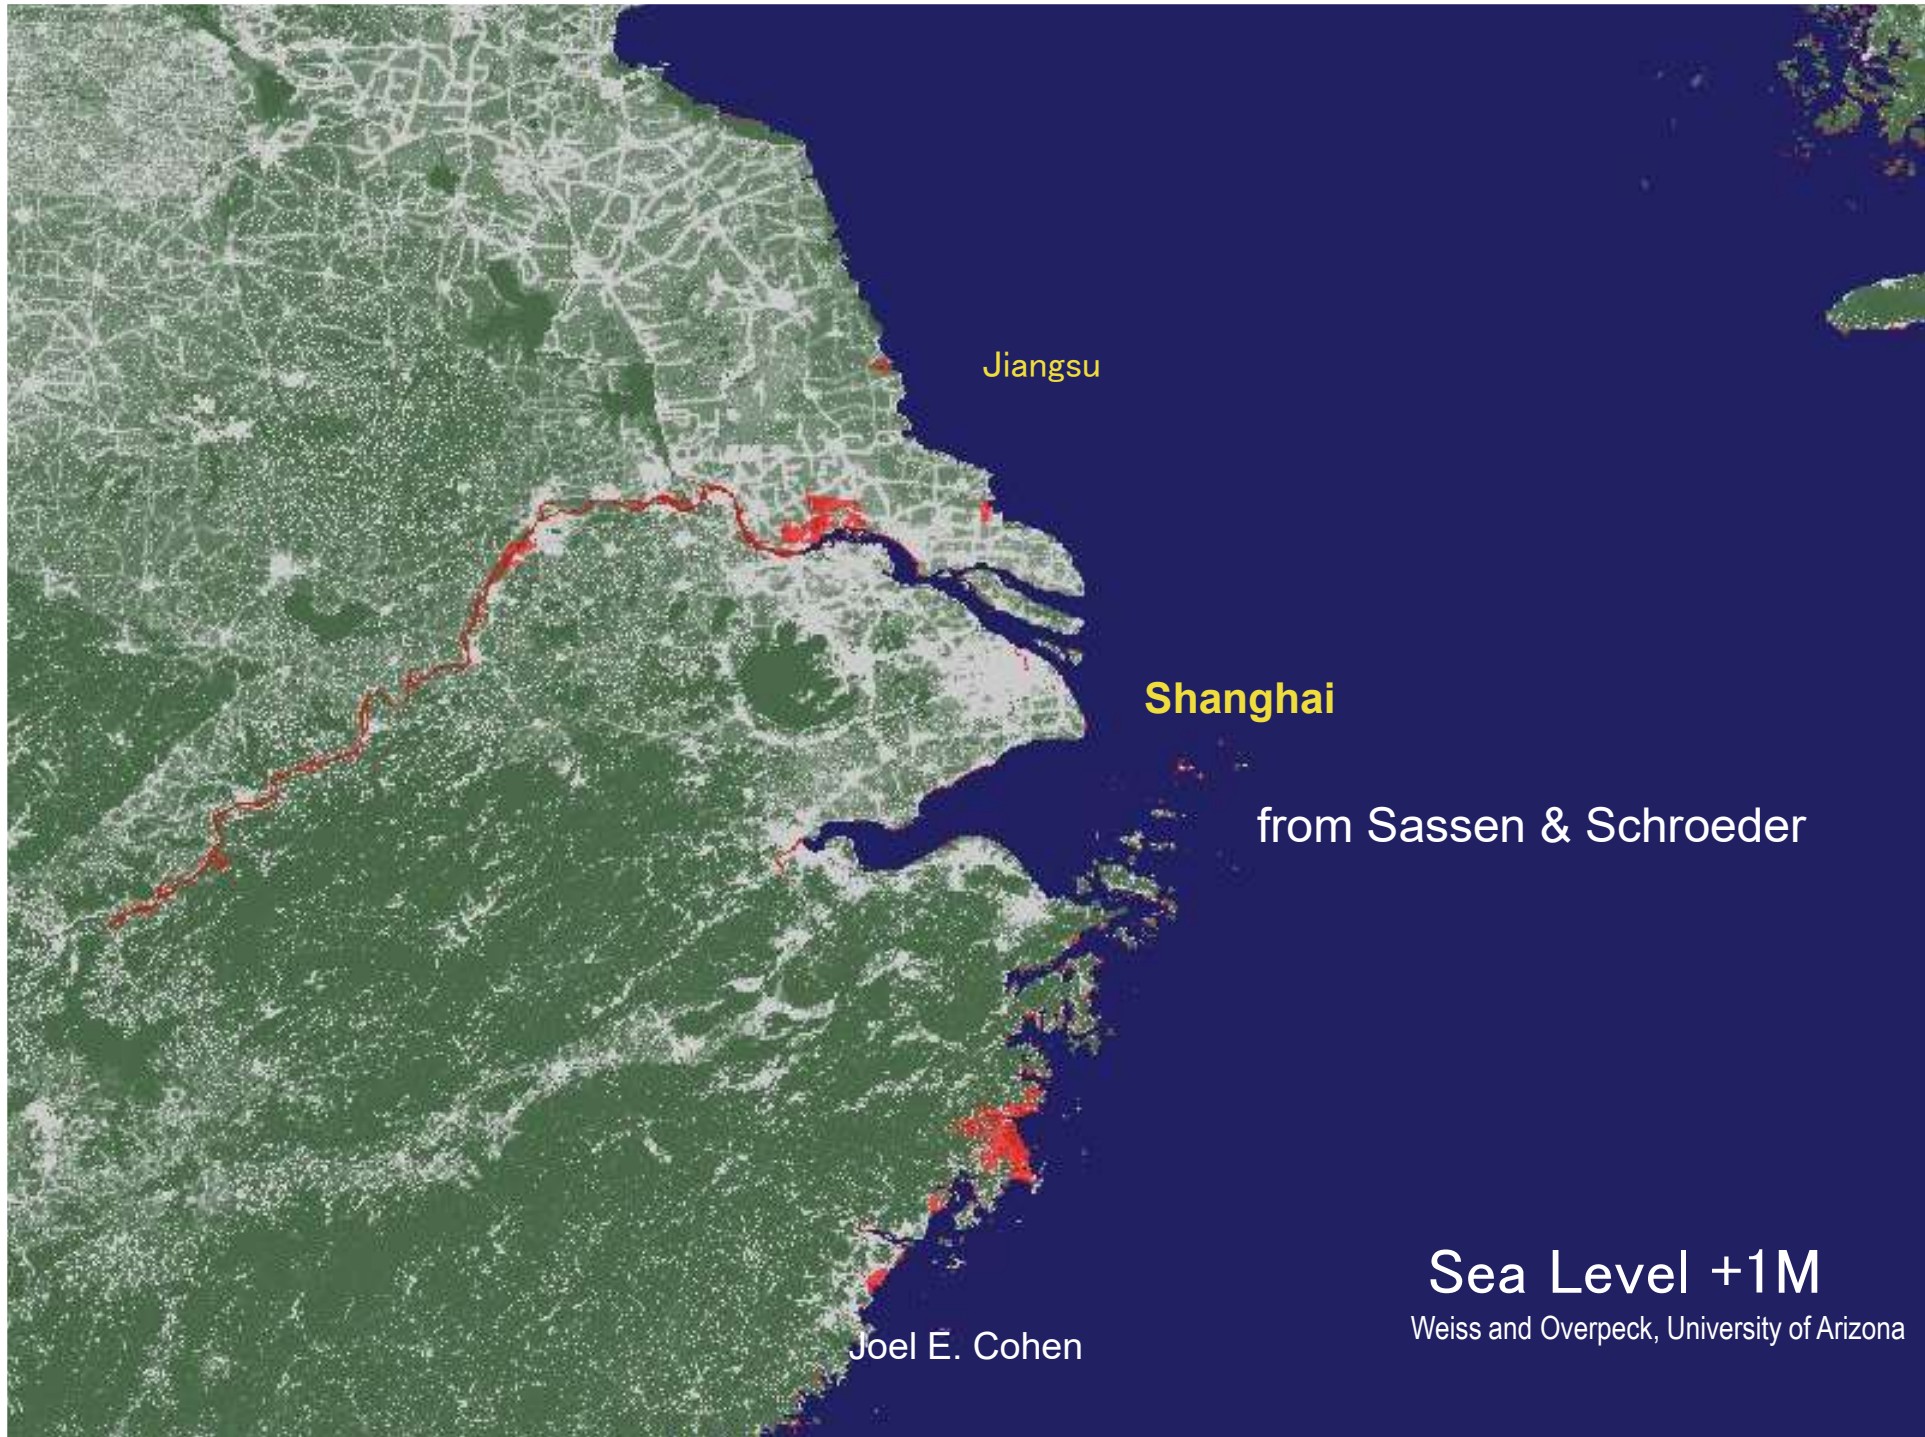 Jiangsu
Shanghai
from Sassen & Schroeder
Sea Level +1M
Weiss and Overpeck, University of Arizona
Joel E. Cohen